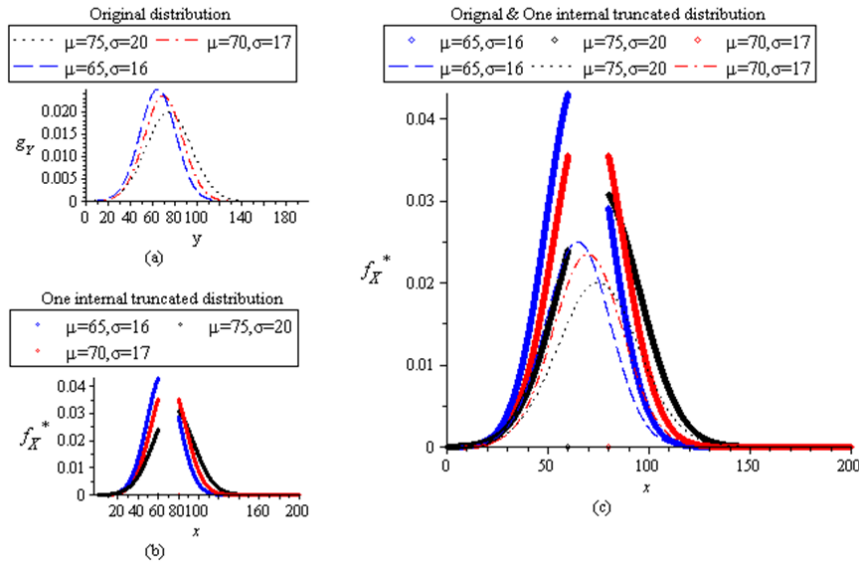 Original distribution
μ=75,σ=20 μ=70,σ=17
μ=65,σ=16
0.020
0.015
0.010
0.005
0
g_Y
20 40 60 80 100 140 180
y
(a)
One internal truncated distribution
μ=65,σ=16 μ=75,σ=20
μ=70,σ=17
0.04
0.03
0.02
0.01
0
f_X*
20 40 60 80 100 120 160 200
x
(b)
Orignal & One internal truncated distribution
μ=65,σ=16 μ=75,σ=20 μ=70,σ=17
μ=65,σ=16 μ=75,σ=20 μ=70,σ=17
0.04
0.03
0.02
0.01
0
f_X*
0 50 100 150 200
x
(c)